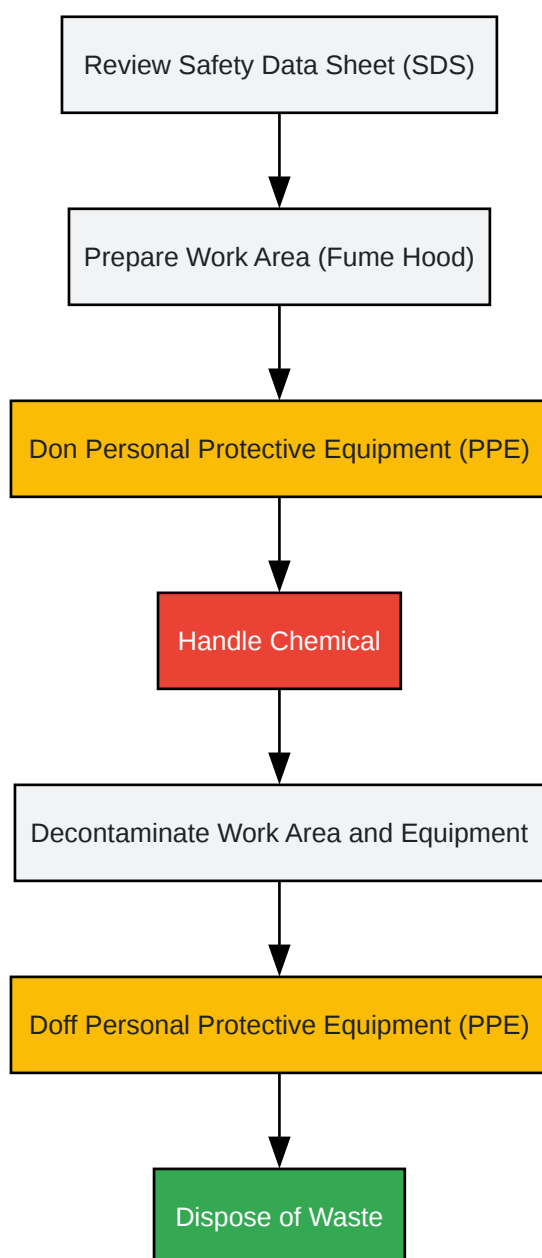 Review Safety Data Sheet (SDS)
Prepare Work Area (Fume Hood)
Don Personal Protective Equipment (PPE)
Handle Chemical
Decontaminate Work Area and Equipment
Doff Personal Protective Equipment (PPE)
Dispose of Waste